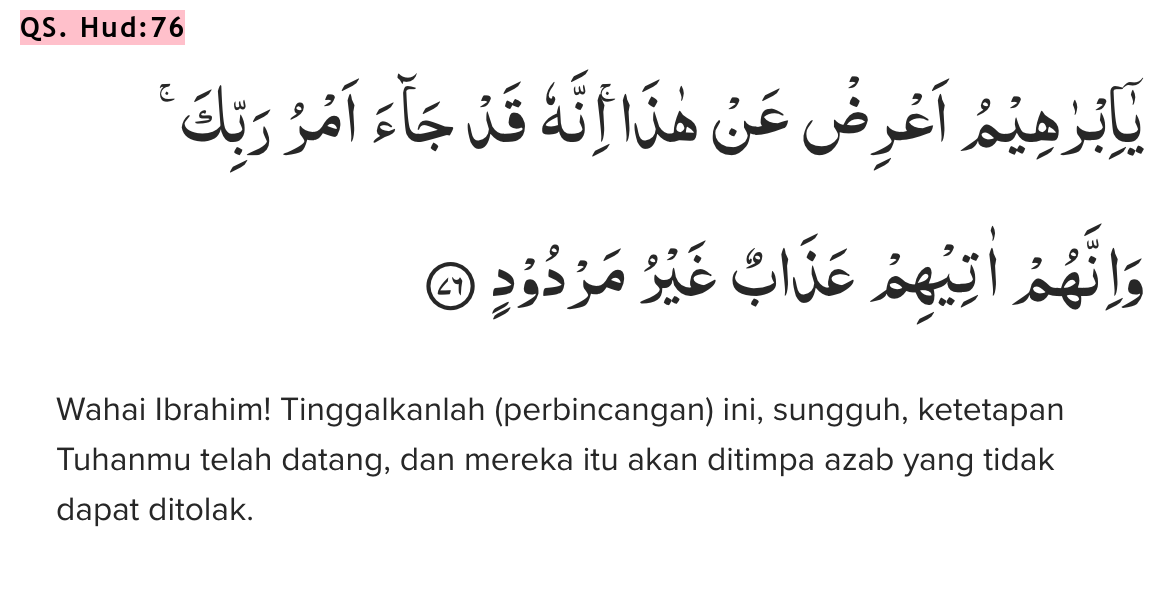 QS. Hud:76
يٰٓاِبْرٰهِيْمُ اَعْرِضْ عَنْ هٰذَا ۚاِنَّهٗ قَدْ جَاۤءَ اَمْرُ رَبِّكَ ۚ
وَاِنَّهُمْ اٰتِيْهِمْ عَذَابٌ غَيْرُ مَرْدُوْدٍ ٧٦
Wahai Ibrahim! Tinggalkanlah (perbincangan) ini, sungguh, ketetapan
Tuhanmu telah datang, dan mereka itu akan ditimpa azab yang tidak
dapat ditolak.